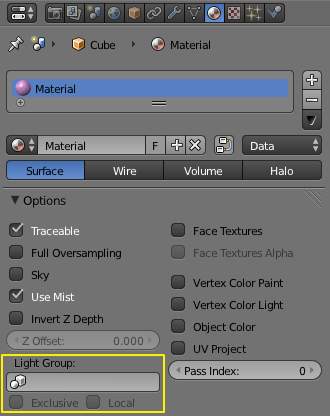 Cube
Material
Material
Material
F
Data
Surface
Wire
Volume
Halo
Options
Traceable
Full Oversampling
Sky
Use Mist
Invert Z Depth
Z Offset: 0.000
Light Group:
Exclusive
Local
Face Textures
Face Textures Alpha
Vertex Color Paint
Vertex Color Light
Object Color
UV Project
Pass Index: 0